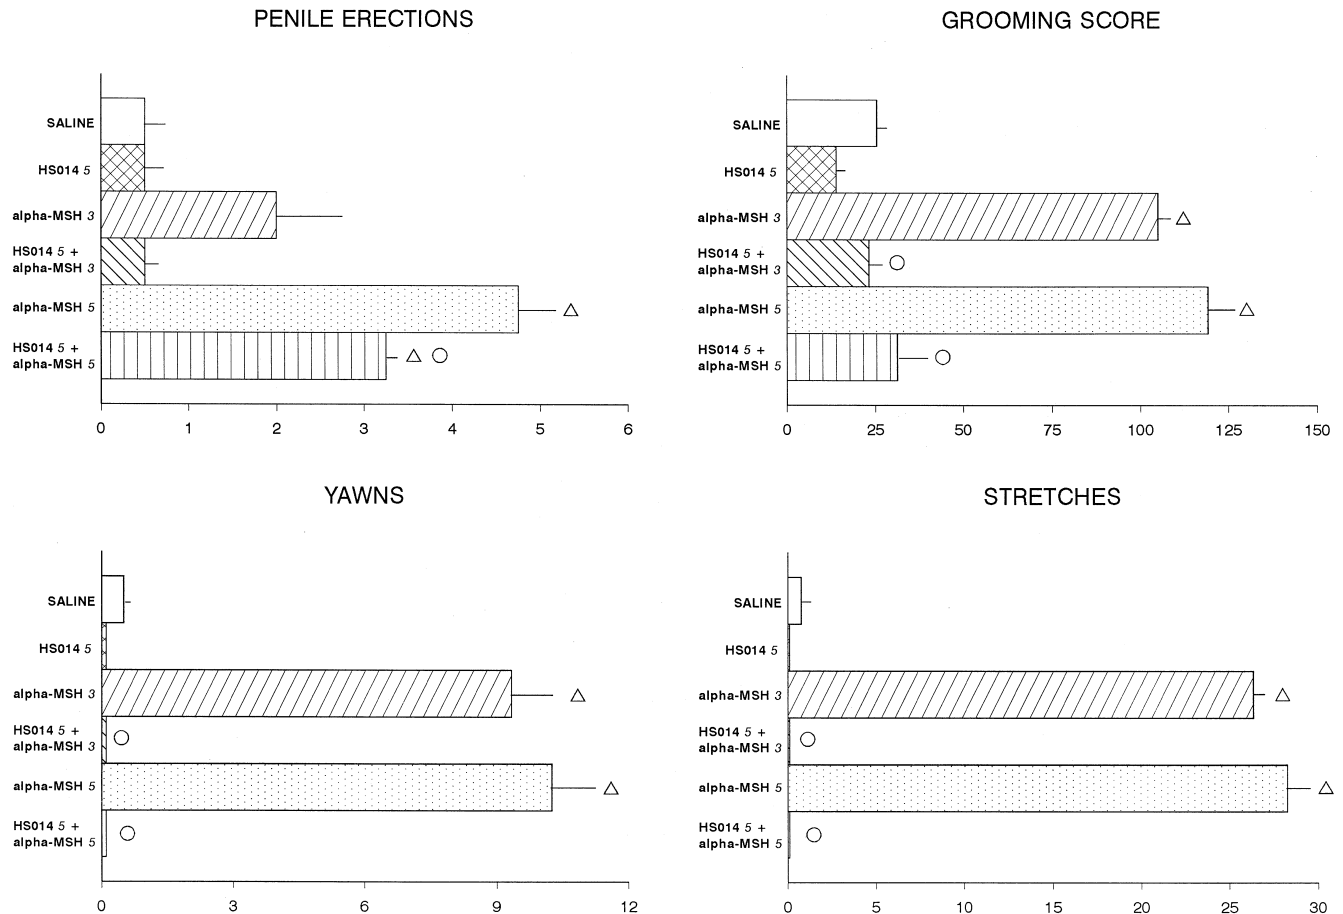 PENILE ERECTIONS
SALINE
HS014 5
alpha-MSH 3
HS014 5 +
alpha-MSH 3
alpha-MSH 5
HS014 5 +
alpha-MSH 5
0 1 2 3 4 5 6
GROOMING SCORE
SALINE
HS014 5
alpha-MSH 3
HS014 5 +
alpha-MSH 3
alpha-MSH 5
HS014 5 +
alpha-MSH 5
0 25 50 75 100 125 150
YAWNS
SALINE
HS014 5
alpha-MSH 3
HS014 5 +
alpha-MSH 3
alpha-MSH 5
HS014 5 +
alpha-MSH 5
0 3 6 9 12
STRETCHES
SALINE
HS014 5
alpha-MSH 3
HS014 5 +
alpha-MSH 3
alpha-MSH 5
HS014 5 +
alpha-MSH 5
0 5 10 15 20 25 30